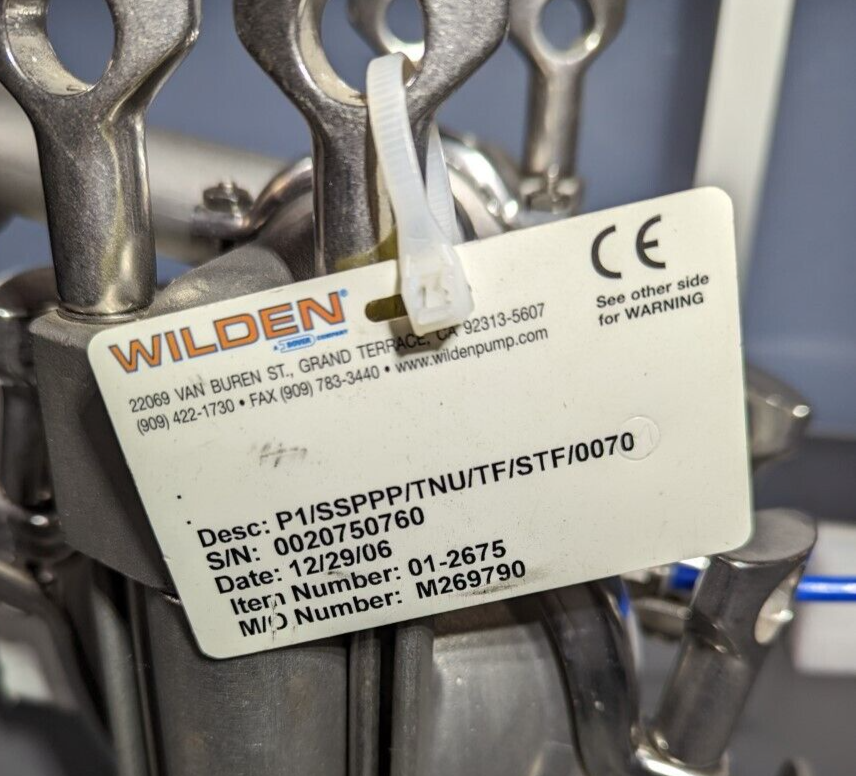 WILDEN®
A DOVER COMPANY
22069 VAN BUREN ST., GRAND TERRACE, CA 92313-5607
(909) 422-1730 • FAX (909) 783-3440 • www.wildenpump.com
CE
See other side
for WARNING
Desc: P1/SSPPP/TNU/TF/STF/0070
S/N: 0020750760
Date: 12/29/06
Item Number: 01-2675
M/O Number: M269790